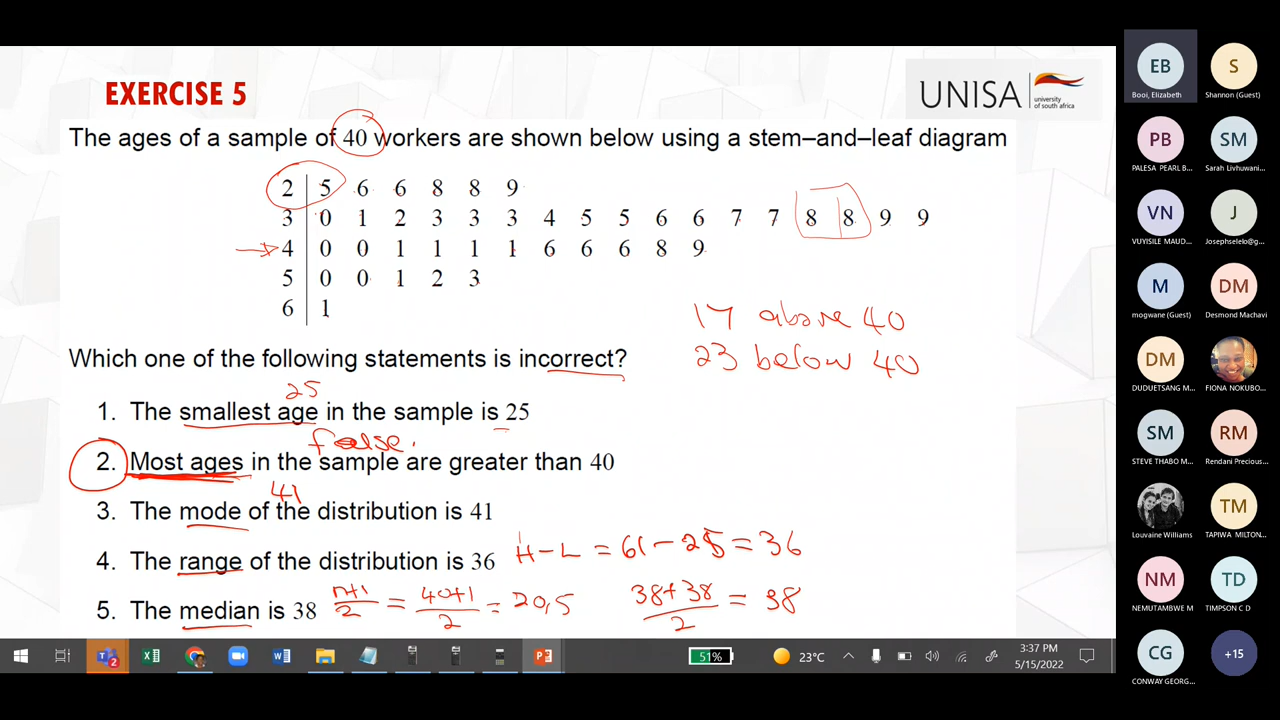 EXERCISE 5
UNISA university of south africa
The ages of a sample of 40 workers are shown below using a stem–and–leaf diagram
2 5 6 6 8 8 9
3 0 1 2 3 3 3 4 5 5 6 6 7 7 8 8 9 9
4 0 0 1 1 1 1 6 6 6 8 9
5 0 0 1 2 3
6 1
17 above 40
23 below 40
Which one of the following statements is incorrect?
25
1. The smallest age in the sample is 25
false.
2. Most ages in the sample are greater than 40
41
3. The mode of the distribution is 41
4. The range of the distribution is 36 H - L = 61 - 25 = 36
5. The median is 38 n+1/2 = 40+1/2 = 20,5 38+38/2 = 38
EB
Booi, Elizabeth
S
Shannon (Guest)
PB
PALESA PEARL B...
SM
Sarah Livhuwani...
VN
VUYISILE MAUD...
J
Josephselelo@g...
M
mogwane (Guest)
DM
Desmond Machavi
DM
DUDUETSANG M...
FIONA NOKUBO...
SM
STEVE THABO M...
RM
Rendani Precious...
Louvaine Williams
TM
TAPIWA MILTON...
NM
NEMUTAMBWE M
TD
TIMPSON C D
CG
CONWAY GEORG...
+15
2
51%
23°C
3:37 PM
5/15/2022